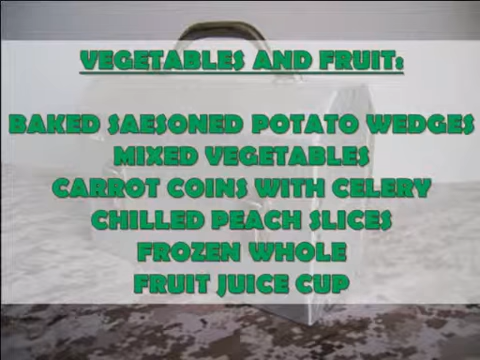 VEGETABLES AND FRUIT:
BAKED SAESONED POTATO WEDGES
MIXED VEGETABLES
CARROT COINS WITH CELERY
CHILLED PEACH SLICES
FROZEN WHOLE
FRUIT JUICE CUP